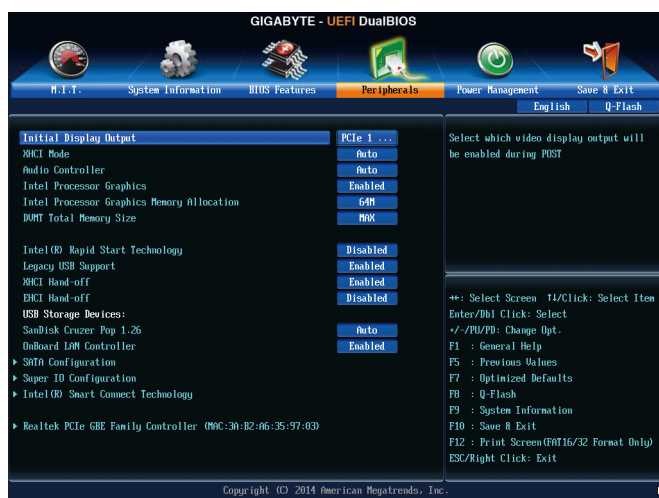 GIGABYTE - UEFI DualBIOS
M.I.T. System Information BIOS Features Peripherals Power Management Save & Exit
English Q-Flash
Initial Display Output PCIe 1 ...
XHCI Mode Auto
Audio Controller Auto
Intel Processor Graphics Enabled
Intel Processor Graphics Memory Allocation 64M
DVMT Total Memory Size MAX
Intel(R) Rapid Start Technology Disabled
Legacy USB Support Enabled
XHCI Hand-off Enabled
EHCI Hand-off Disabled
USB Storage Devices:
SanDisk Cruzer Pop 1.26 Auto
OnBoard LAN Controller Enabled
SATA Configuration
Super IO Configuration
Intel(R) Smart Connect Technology
Realtek PCIe GBE Family Controller (MAC:3A:B2:A6:35:97:03)
Select which video display output will
be enabled during POST
↔: Select Screen ↑↓/Click: Select Item
Enter/Dbl Click: Select
+/-/PU/PD: Change Opt.
F1 : General Help
F5 : Previous Values
F7 : Optimized Defaults
F8 : Q-Flash
F9 : System Information
F10 : Save & Exit
F12 : Print Screen(FAT16/32 Format Only)
ESC/Right Click: Exit
Copyright (C) 2014 American Megatrends, Inc.